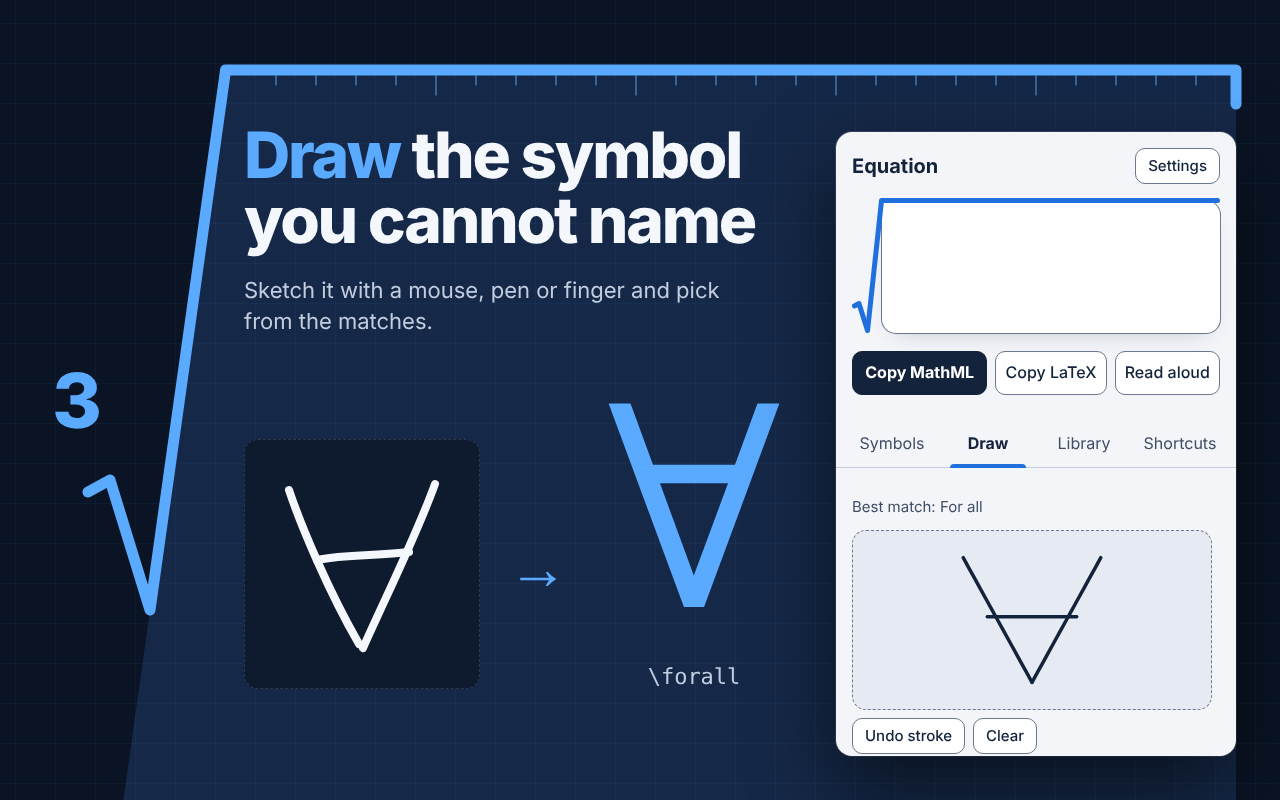 Draw the symbol
you cannot name
Sketch it with a mouse, pen or finger and pick
from the matches.
3
→
∀
\forall
Equation
Settings
Copy MathML
Copy LaTeX
Read aloud
Symbols
Draw
Library
Shortcuts
Best match: For all
Undo stroke
Clear